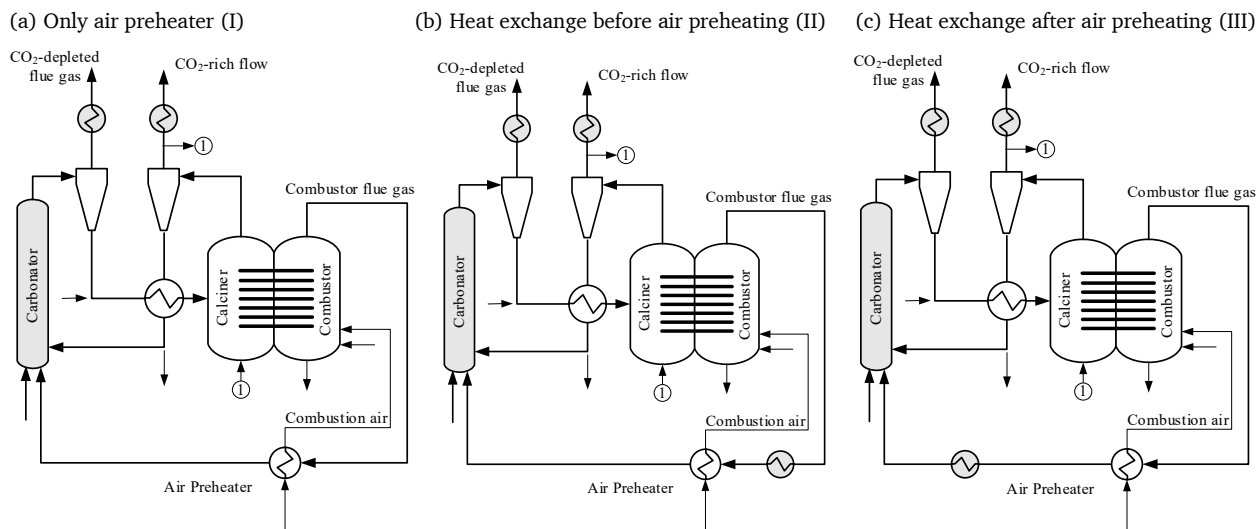 (a) Only air preheater (I)
CO₂-depleted
flue gas
CO₂-rich flow
1
Combustor flue gas
Carbonator
Calciner
Combustor
1
Combustion air
Air Preheater
(b) Heat exchange before air preheating (II)
CO₂-depleted
flue gas
CO₂-rich flow
1
Combustor flue gas
Carbonator
Calciner
Combustor
1
Combustion air
Air Preheater
(c) Heat exchange after air preheating (III)
CO₂-depleted
flue gas
CO₂-rich flow
1
Combustor flue gas
Carbonator
Calciner
Combustor
1
Combustion air
Air Preheater